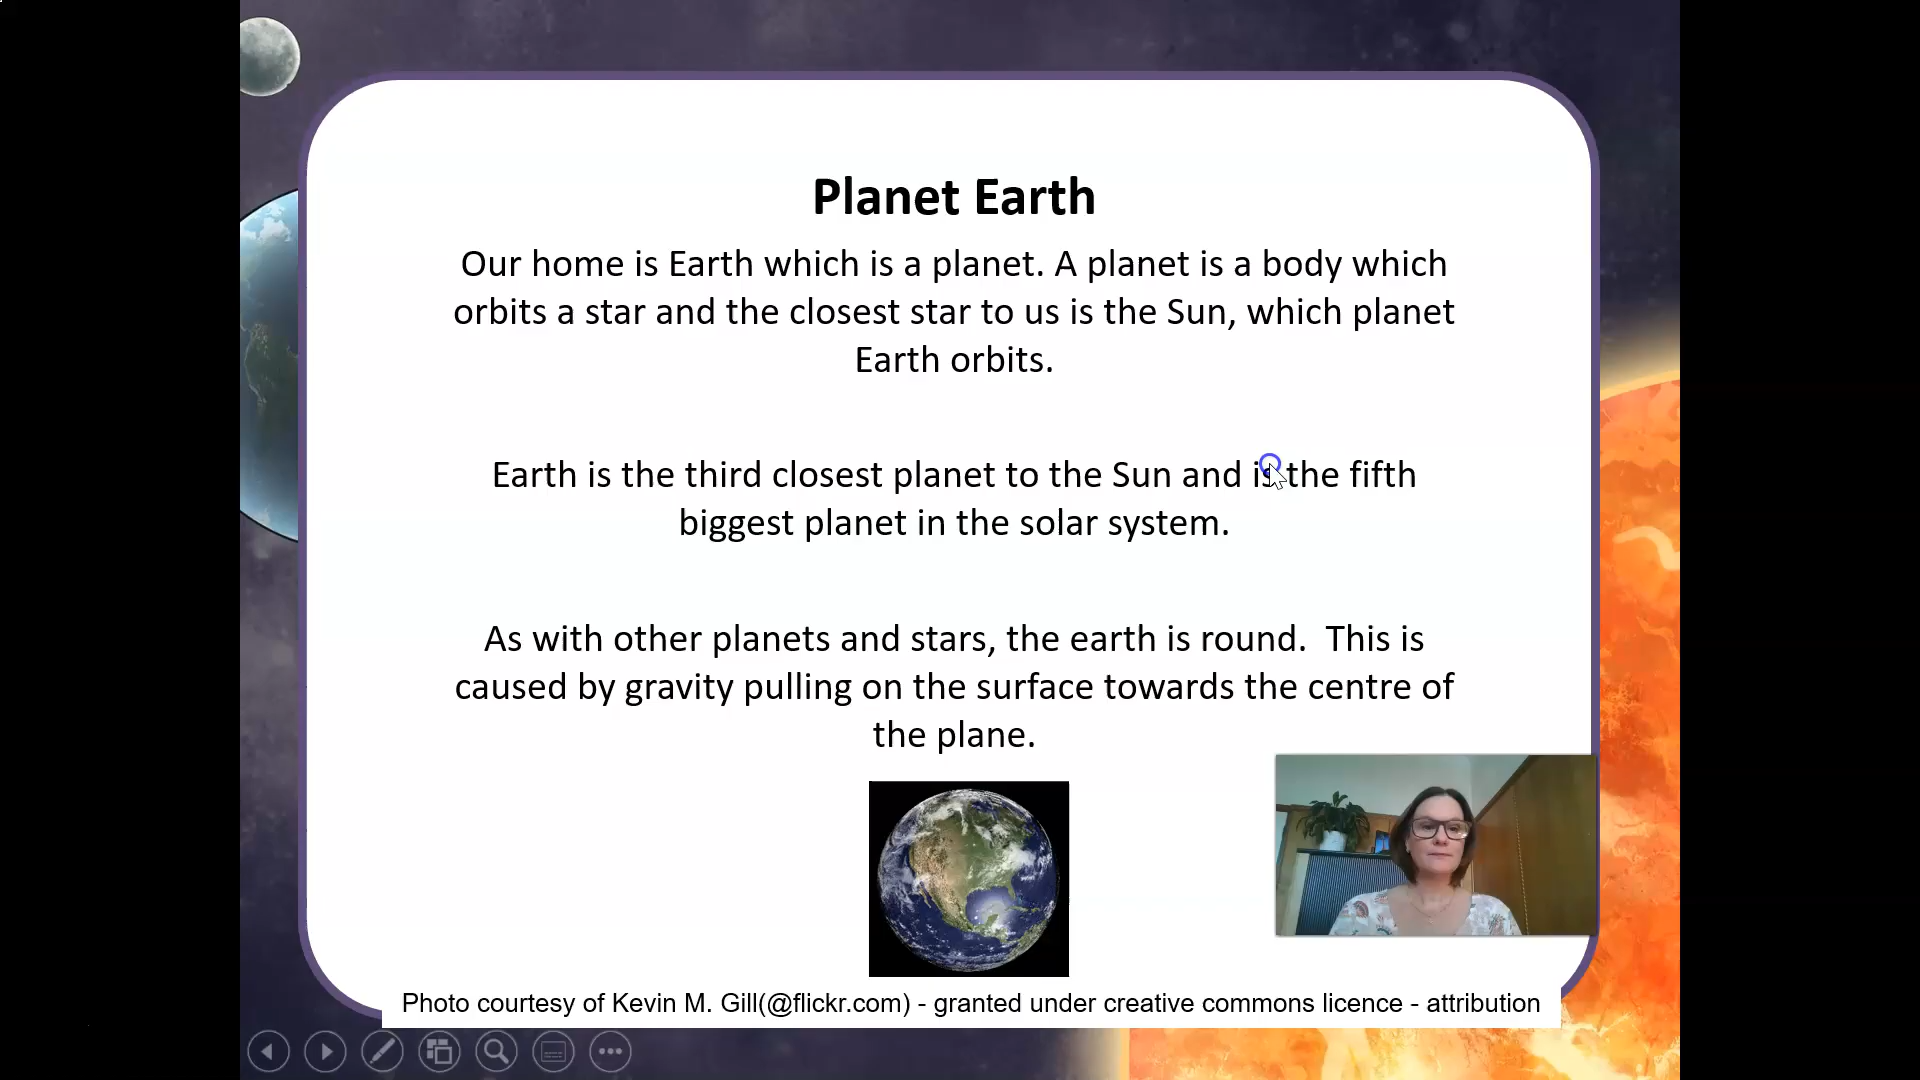 Planet Earth
Our home is Earth which is a planet. A planet is a body which
orbits a star and the closest star to us is the Sun, which planet
Earth orbits.
Earth is the third closest planet to the Sun and is the fifth
biggest planet in the solar system.
As with other planets and stars, the earth is round.  This is
caused by gravity pulling on the surface towards the centre of
the plane.
Photo courtesy of Kevin M. Gill(@flickr.com) - granted under creative commons licence - attribution